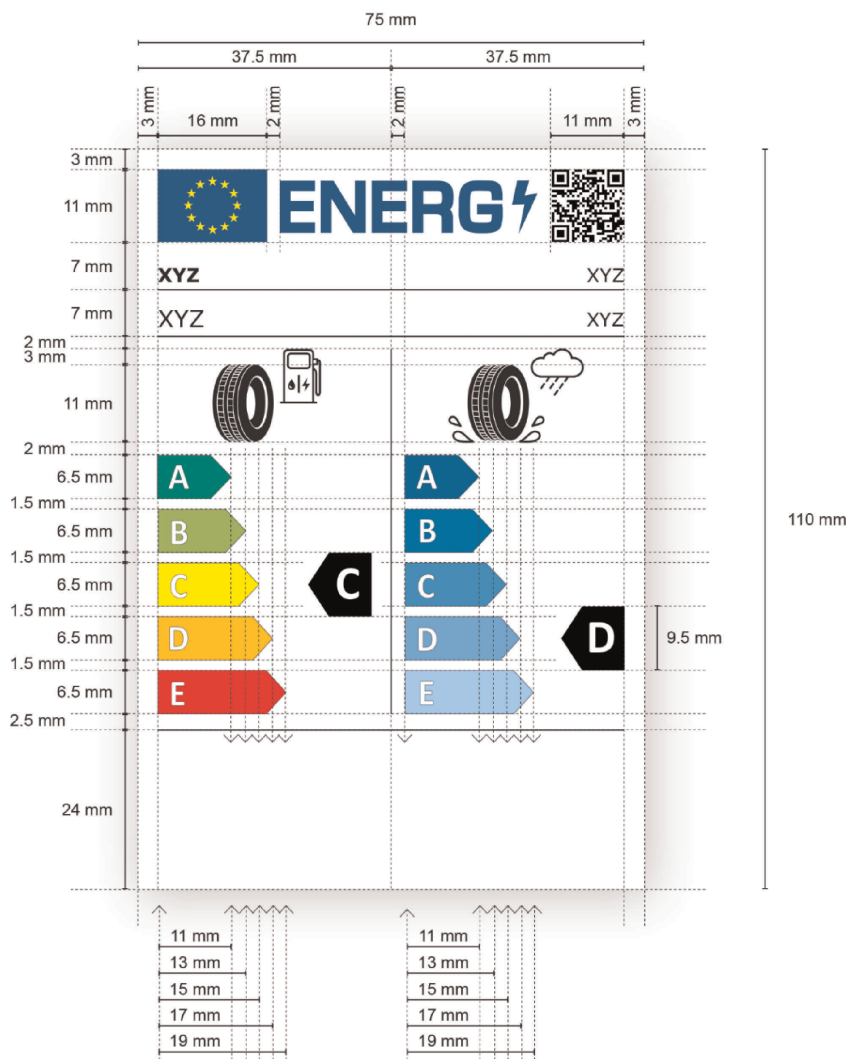 75 mm
37.5 mm 37.5 mm
3 mm 16 mm 2 mm 2 mm 11 mm 3 mm
3 mm
11 mm ENERG
7 mm XYZ XYZ
7 mm XYZ XYZ
2 mm
3 mm
11 mm
2 mm
6.5 mm A A
1.5 mm
6.5 mm B B
110 mm
1.5 mm
6.5 mm C C C
1.5 mm
6.5 mm D D D 9.5 mm
1.5 mm
6.5 mm E E
2.5 mm
24 mm
11 mm 11 mm
13 mm 13 mm
15 mm 15 mm
17 mm 17 mm
19 mm 19 mm